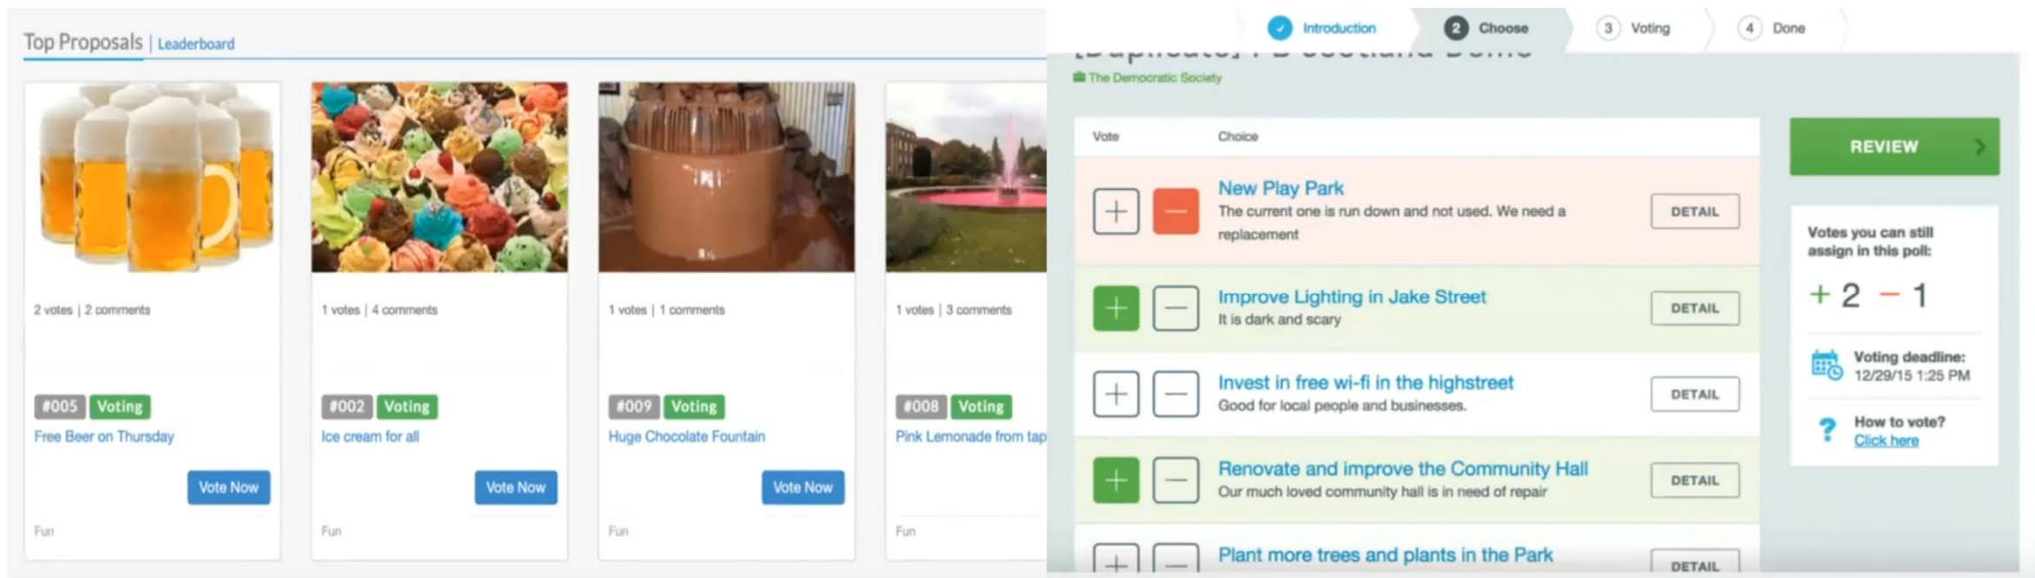 Top Proposals | Leaderboard
2 votes | 2 comments
#005 Voting
Free Beer on Thursday
Vote Now
Fun
1 votes | 4 comments
#002 Voting
Ice cream for all
Vote Now
Fun
1 votes | 1 comments
#009 Voting
Huge Chocolate Fountain
Vote Now
Fun
1 votes | 3 comments
#008 Voting
Pink Lemonade from tap
Fun
Introduction
2 Choose
3 Voting
4 Done
[Duplicate] PB Scotland Demo
The Democratic Society
Vote Choice
New Play Park
The current one is run down and not used. We need a
replacement
DETAIL
Improve Lighting in Jake Street
It is dark and scary
DETAIL
Invest in free wi-fi in the highstreet
Good for local people and businesses.
DETAIL
Renovate and improve the Community Hall
Our much loved community hall is in need of repair
DETAIL
Plant more trees and plants in the Park
DETAIL
REVIEW
Votes you can still
assign in this poll:
+ 2 − 1
Voting deadline:
12/29/15 1:25 PM
? How to vote?
Click here